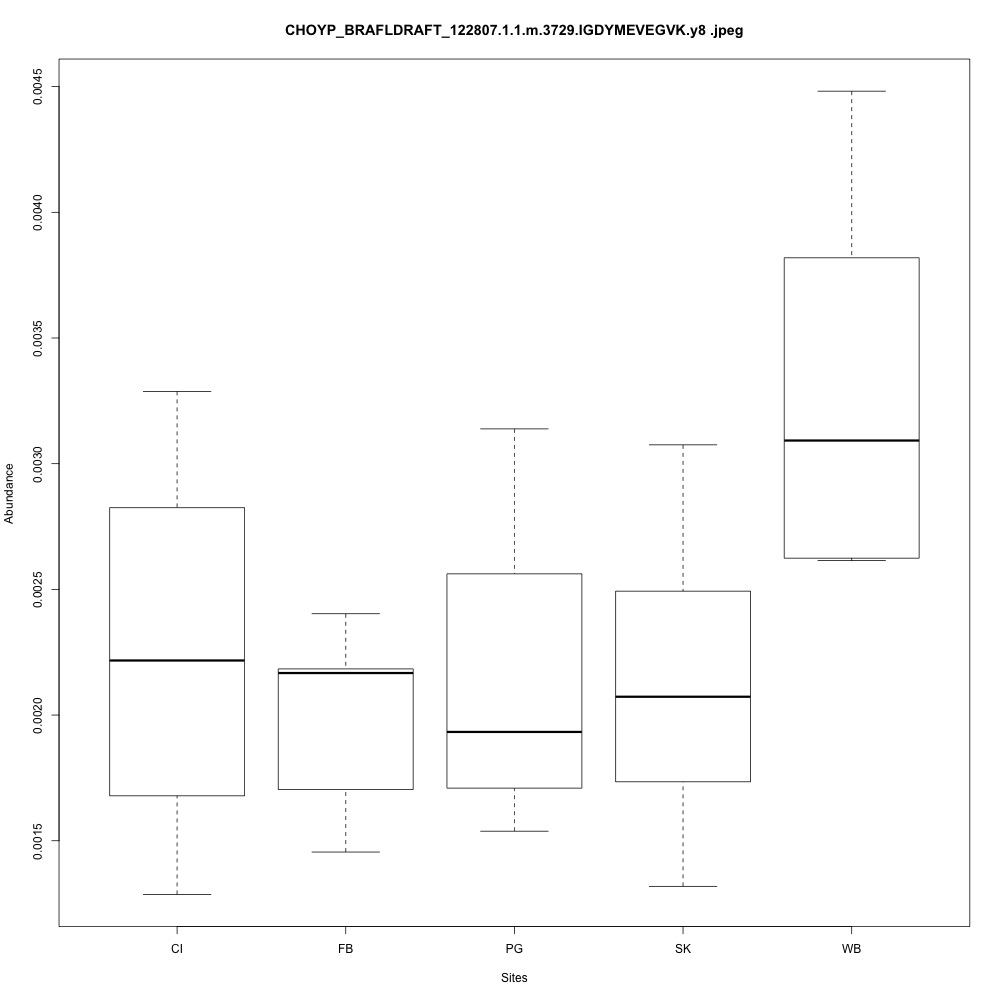 CHOYP_BRAFLDRAFT_122807.1.1.m.3729.IGDYMEVEGVK.y8 .jpeg
Abundance
0.0045
0.0040
0.0035
0.0030
0.0025
0.0020
0.0015
CI FB PG SK WB
Sites